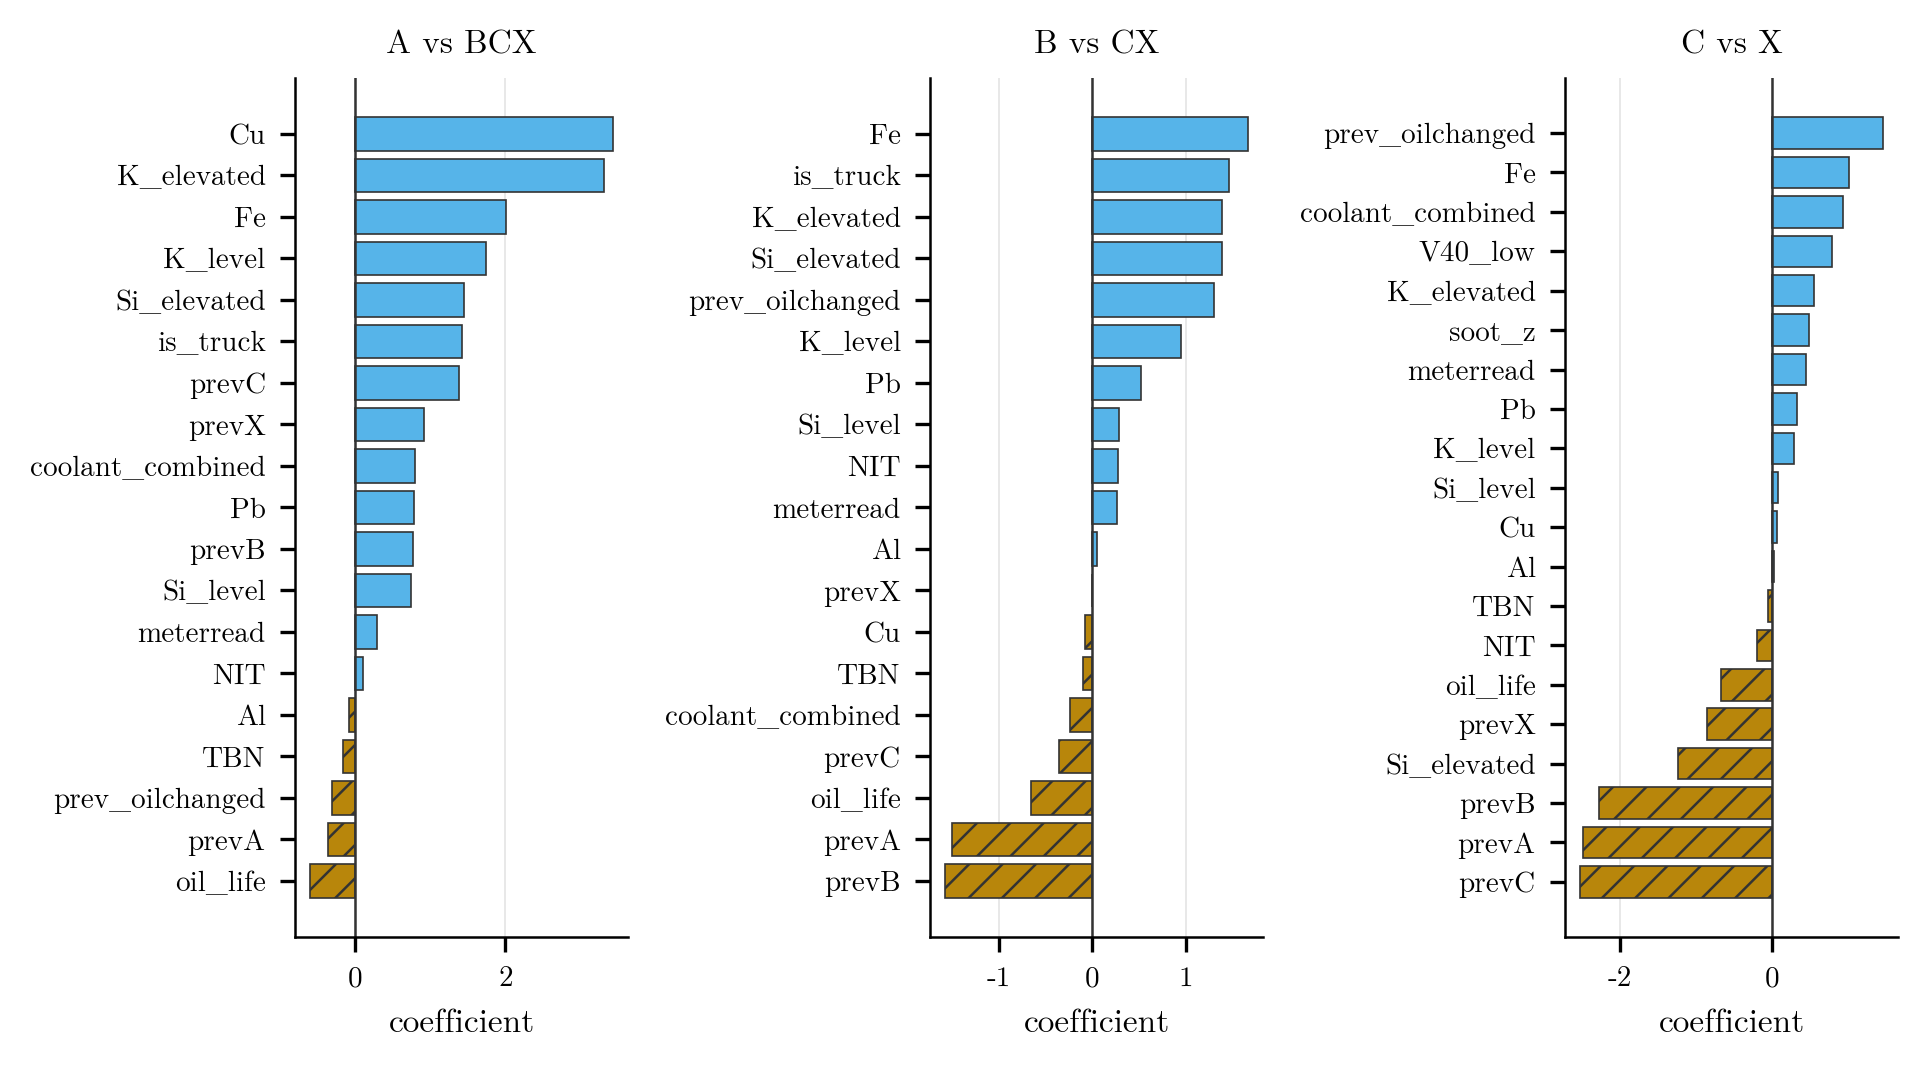 A vs BCX
Cu
K_elevated
Fe
K_level
Si_elevated
is_truck
prevC
prevX
coolant_combined
Pb
prevB
Si_level
meterread
NIT
Al
TBN
prev_oilchanged
prevA
oil_life
0 2
coefficient
B vs CX
Fe
is_truck
K_elevated
Si_elevated
prev_oilchanged
K_level
Pb
Si_level
NIT
meterread
Al
prevX
Cu
TBN
coolant_combined
prevC
oil_life
prevA
prevB
-1 0 1
coefficient
C vs X
prev_oilchanged
Fe
coolant_combined
V40_low
K_elevated
soot_z
meterread
Pb
K_level
Si_level
Cu
Al
TBN
NIT
oil_life
prevX
Si_elevated
prevB
prevA
prevC
-2 0
coefficient